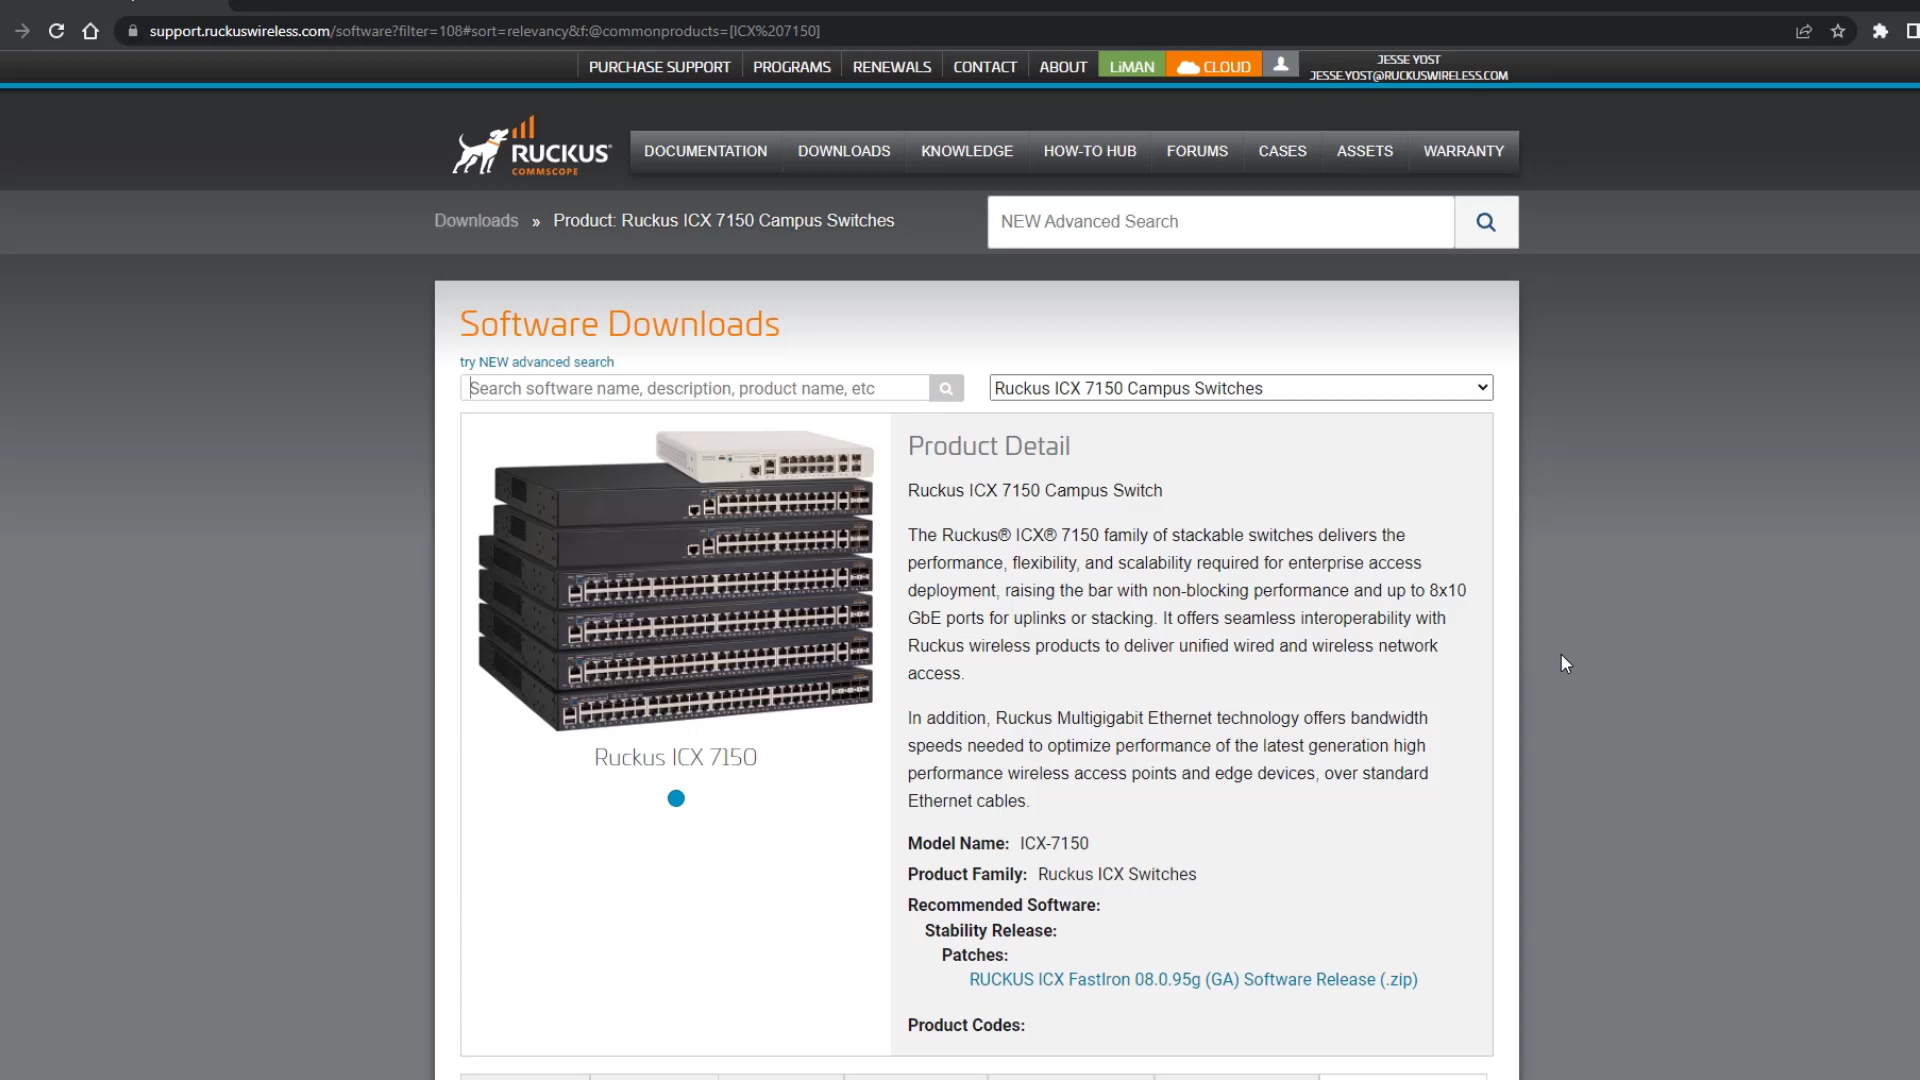 support.ruckuswireless.com/software?filter=108#sort=relevancy&f:@commonproducts=[ICX%207150]
PURCHASE SUPPORT PROGRAMS RENEWALS CONTACT ABOUT LiMAN CLOUD JESSE YOST
JESSE.YOST@RUCKUSWIRELESS.COM
RUCKUS
COMMSCOPE
DOCUMENTATION DOWNLOADS KNOWLEDGE HOW-TO HUB FORUMS CASES ASSETS WARRANTY
Downloads » Product: Ruckus ICX 7150 Campus Switches
NEW Advanced Search
Software Downloads
try NEW advanced search
Search software name, description, product name, etc
Ruckus ICX 7150 Campus Switches
Ruckus ICX 7150
Product Detail
Ruckus ICX 7150 Campus Switch
The Ruckus® ICX® 7150 family of stackable switches delivers the
performance, flexibility, and scalability required for enterprise access
deployment, raising the bar with non-blocking performance and up to 8x10
GbE ports for uplinks or stacking. It offers seamless interoperability with
Ruckus wireless products to deliver unified wired and wireless network
access.
In addition, Ruckus Multigigabit Ethernet technology offers bandwidth
speeds needed to optimize performance of the latest generation high
performance wireless access points and edge devices, over standard
Ethernet cables.
Model Name: ICX-7150
Product Family: Ruckus ICX Switches
Recommended Software:
Stability Release:
Patches:
RUCKUS ICX FastIron 08.0.95g (GA) Software Release (.zip)
Product Codes: